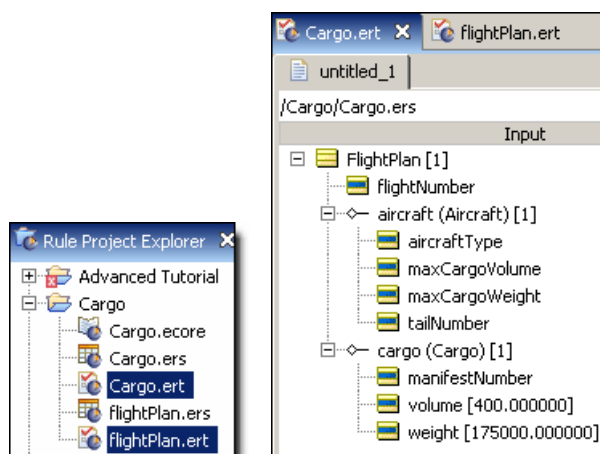 Rule Project Explorer
Advanced Tutorial
Cargo
Cargo.ecore
Cargo.ers
Cargo.ert
flightPlan.ers
flightPlan.ert
Cargo.ert flightPlan.ert
untitled_1
/Cargo/Cargo.ers
Input
FlightPlan [1]
flightNumber
aircraft (Aircraft) [1]
aircraftType
maxCargoVolume
maxCargoWeight
tailNumber
cargo (Cargo) [1]
manifestNumber
volume [400.000000]
weight [175000.000000]